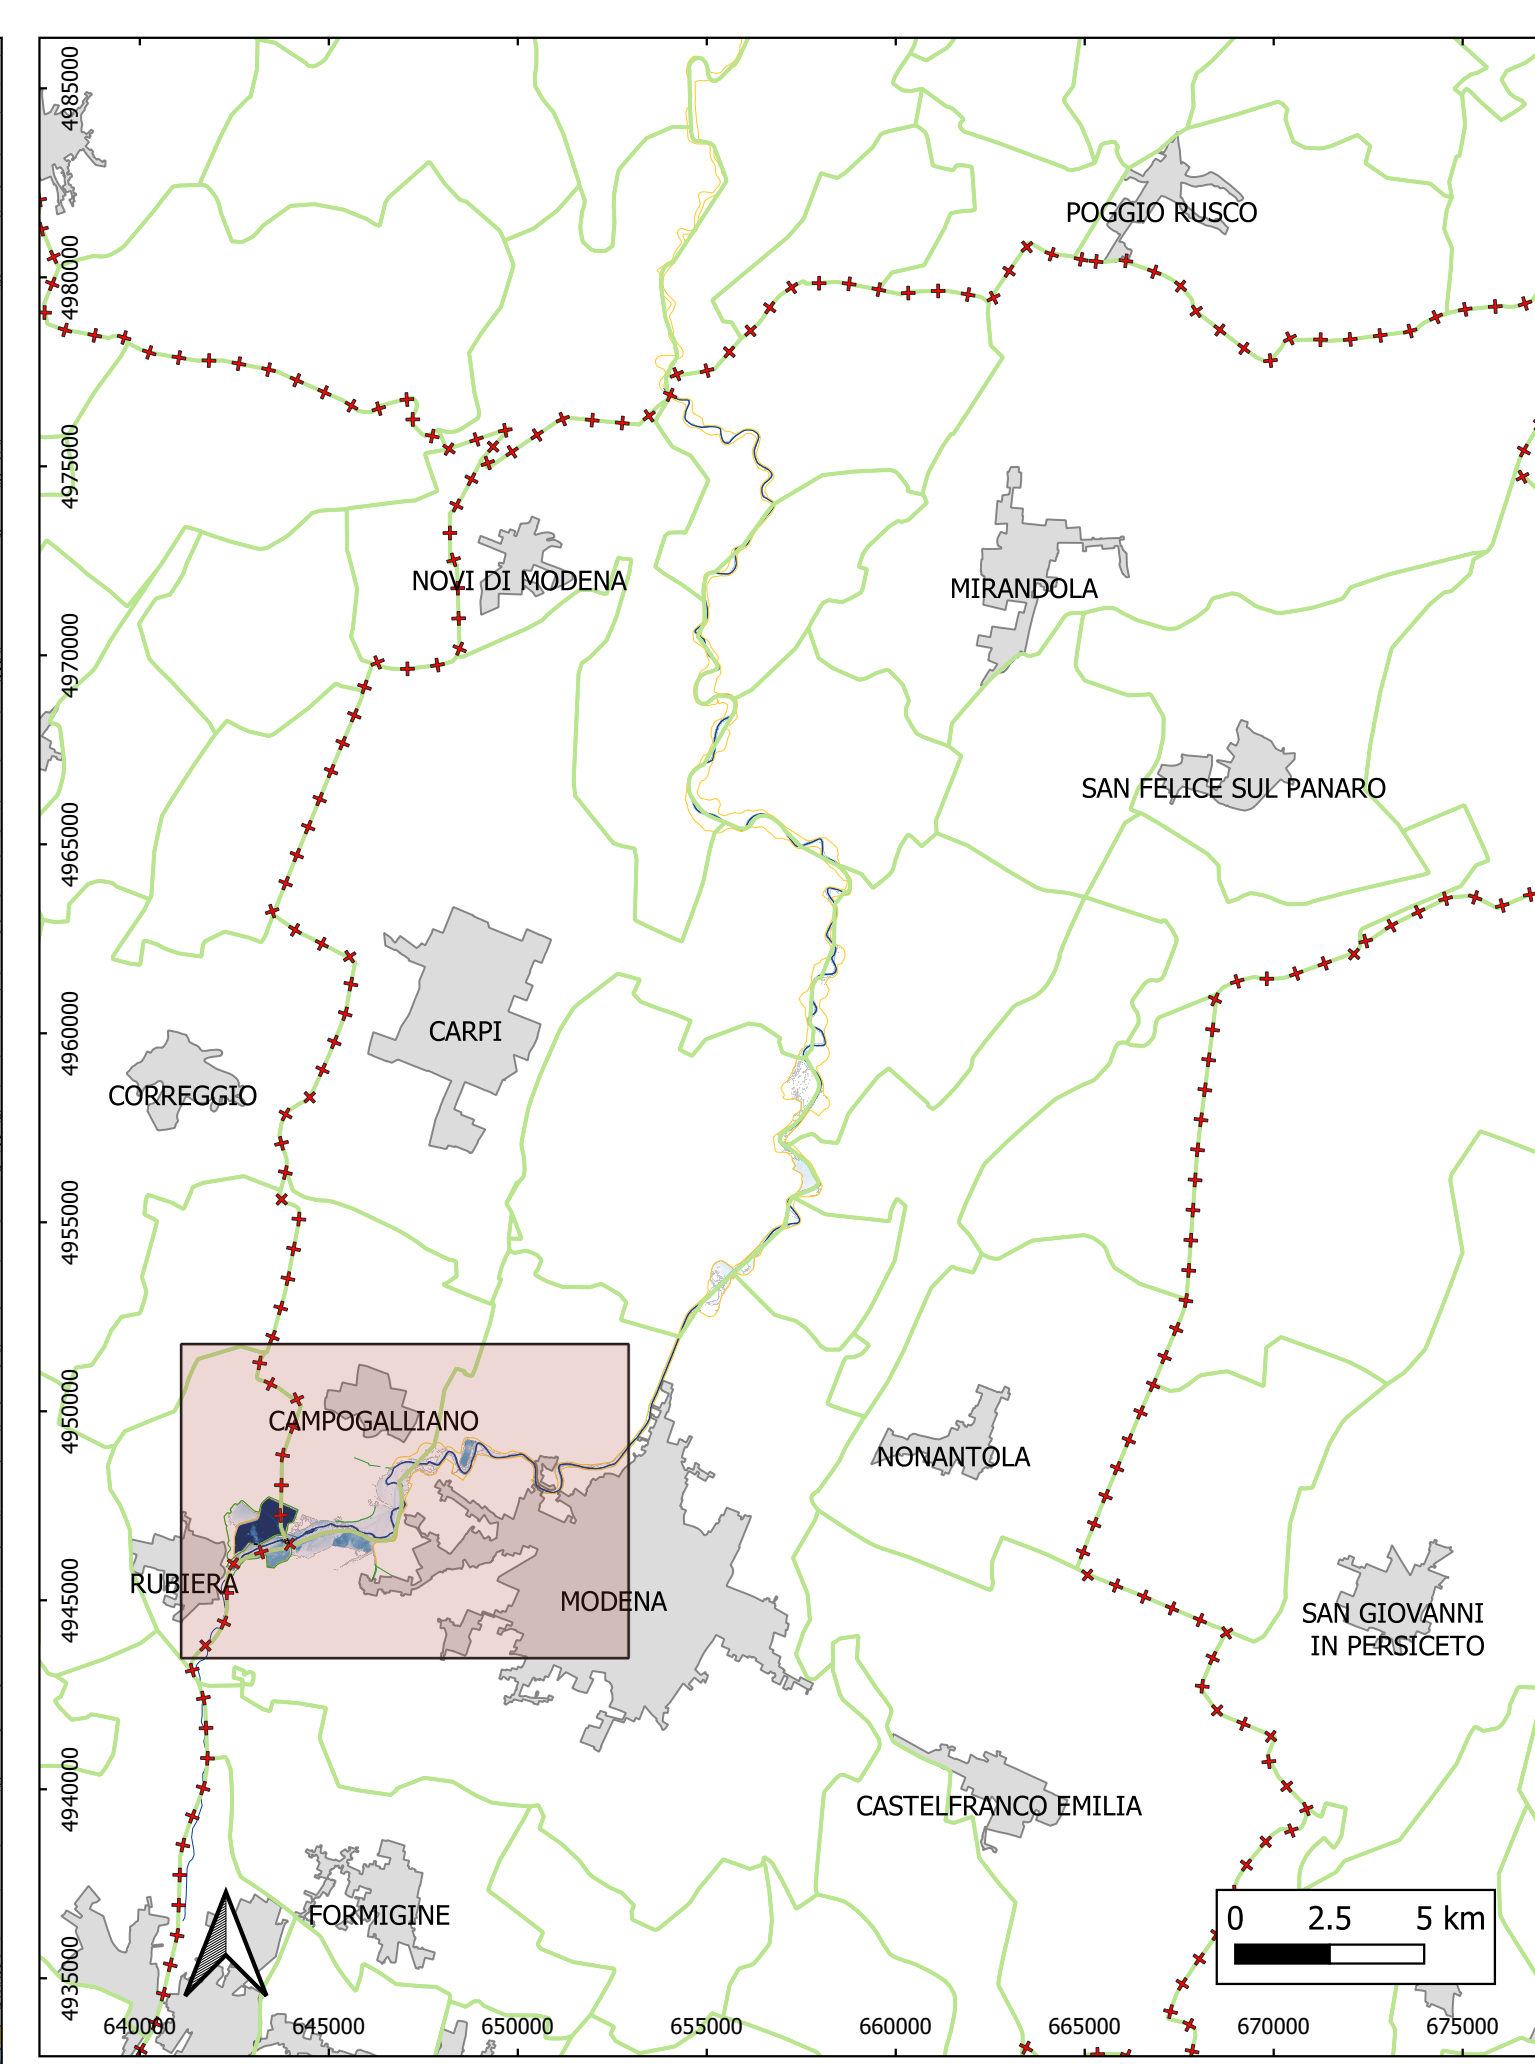 4985000
POGGIO RUSCO
4980000
4975000
NOVI DI MODENA
MIRANDOLA
4970000
SAN FELICE SUL PANARO
4965000
CARPI
4960000
CORREGGIO
4955000
4950000
CAMPOGALLIANO
NONANTOLA
RUBIERA
4945000
MODENA
SAN GIOVANNI
IN PERSICETO
4940000
CASTELFRANCO EMILIA
FORMIGINE
0 2.5 5 km
4935000
640000 645000 650000 655000 660000 665000 670000 675000